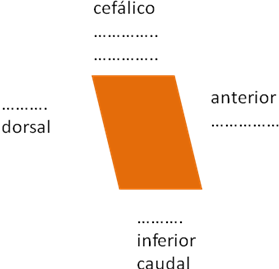 cefálico
.............
.............
..........
dorsal
anterior
...............
..........
inferior
caudal